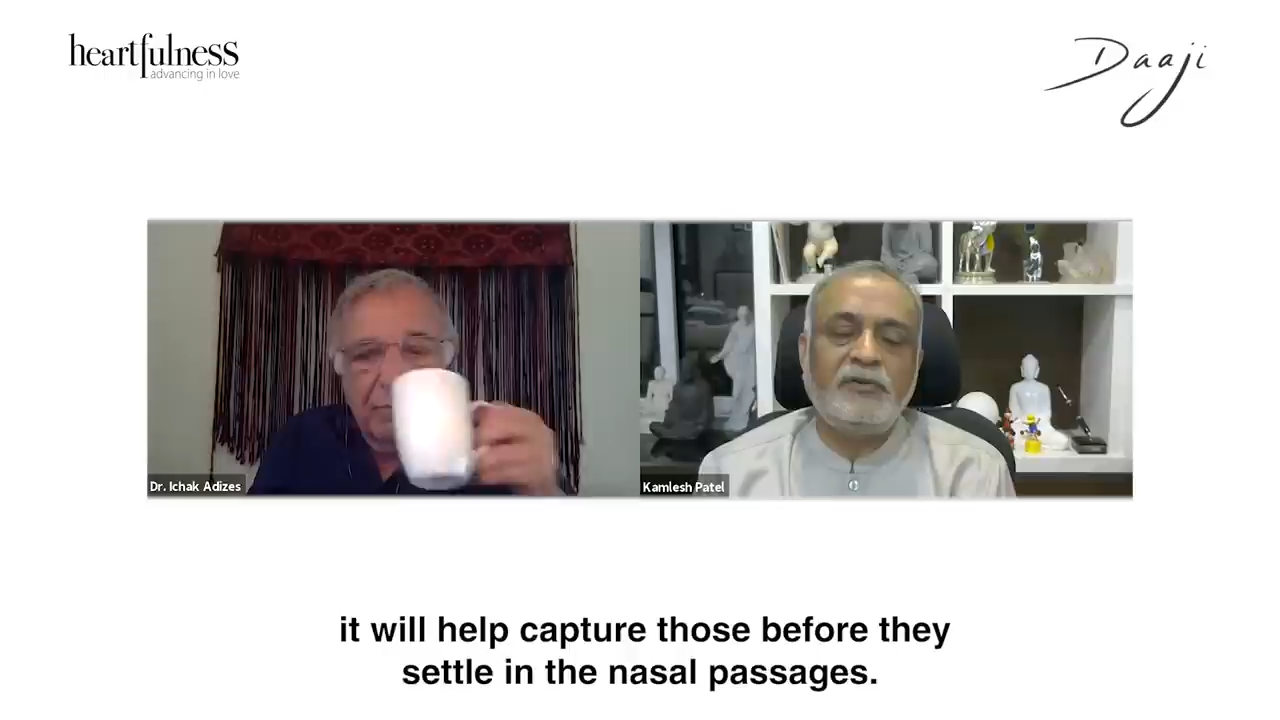 heartfulness
advancing in love
Daaji
Dr. Ichak Adizes
Kamlesh Patel
it will help capture those before they
settle in the nasal passages.